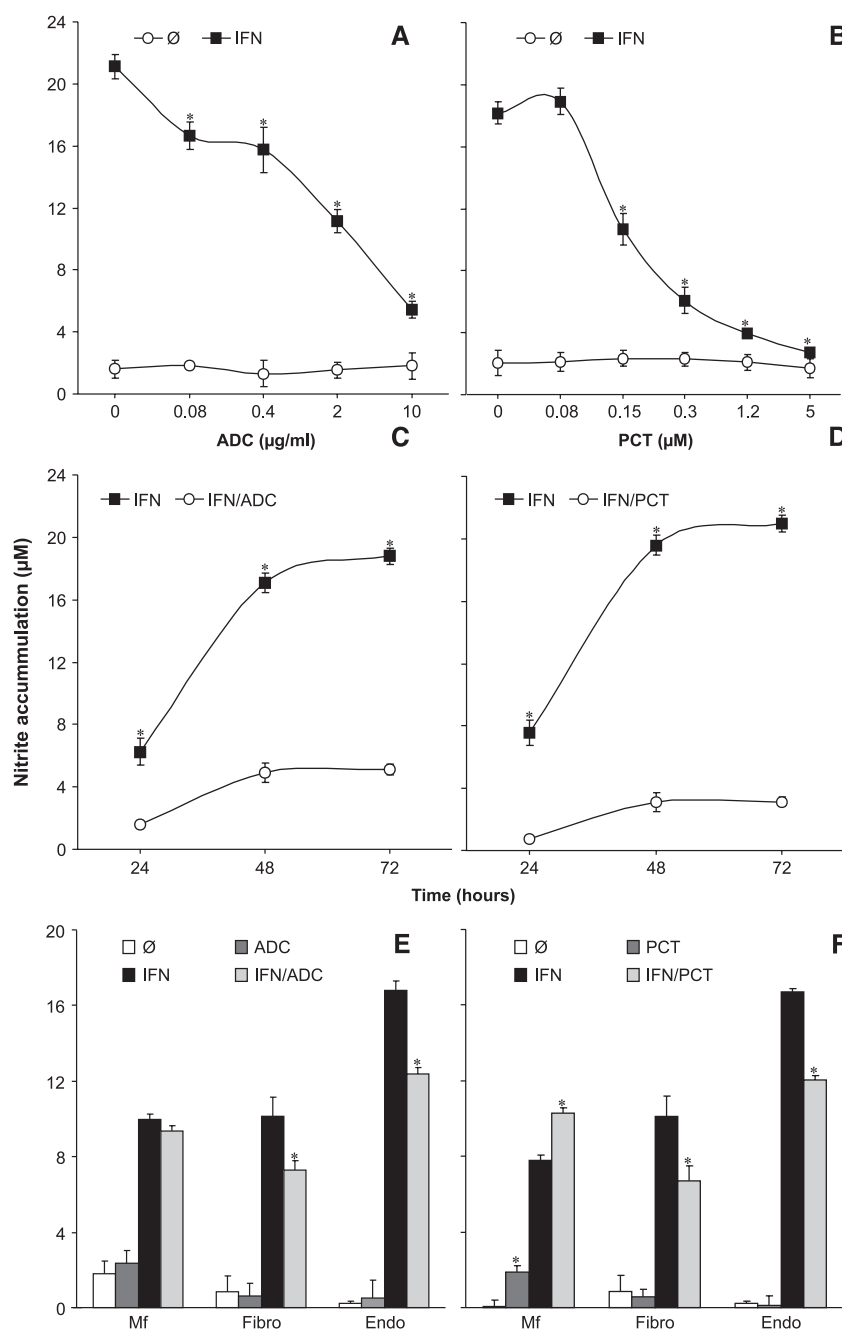 24
20
16
12
8
4
0
Ø IFN
A
* * * *
0 0.08 0.4 2 10
ADC (µg/ml)
Ø IFN
B
* * * *
0 0.08 0.15 0.3 1.2 5
PCT (µM)
Nitrite accummulation (µM)
24
20
16
12
8
4
0
C
IFN IFN/ADC
* * *
24 48 72
D
IFN IFN/PCT
* * *
24 48 72
Time (hours)
20
16
12
8
4
0
E
Ø ADC
IFN IFN/ADC
* *
Mf Fibro Endo
F
Ø PCT
IFN IFN/PCT
* * * *
Mf Fibro Endo